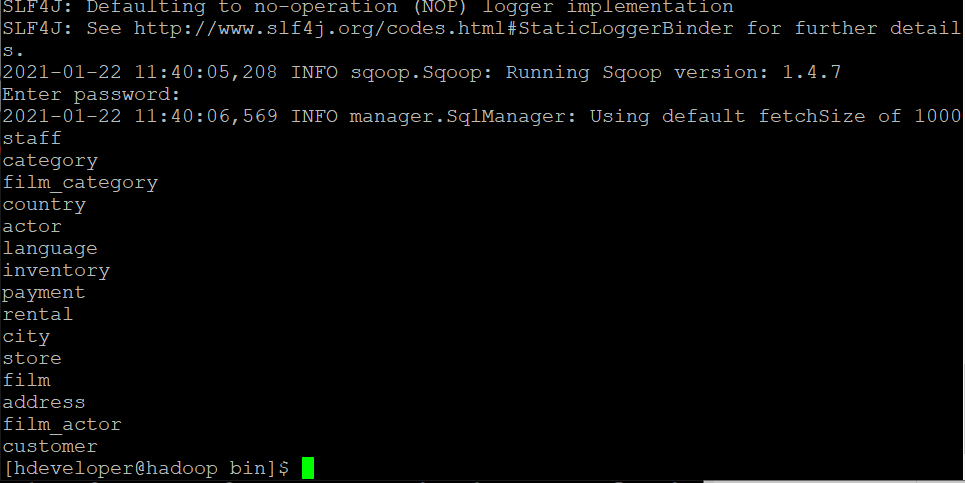 SLF4J: Defaulting to no-operation (NOP) logger implementation
SLF4J: See http://www.slf4j.org/codes.html#StaticLoggerBinder for further detail
s.
2021-01-22 11:40:05,208 INFO sqoop.Sqoop: Running Sqoop version: 1.4.7
Enter password:
2021-01-22 11:40:06,569 INFO manager.SqlManager: Using default fetchSize of 1000
staff
category
film_category
country
actor
language
inventory
payment
rental
city
store
film
address
film_actor
customer
[hdeveloper@hadoop bin]$